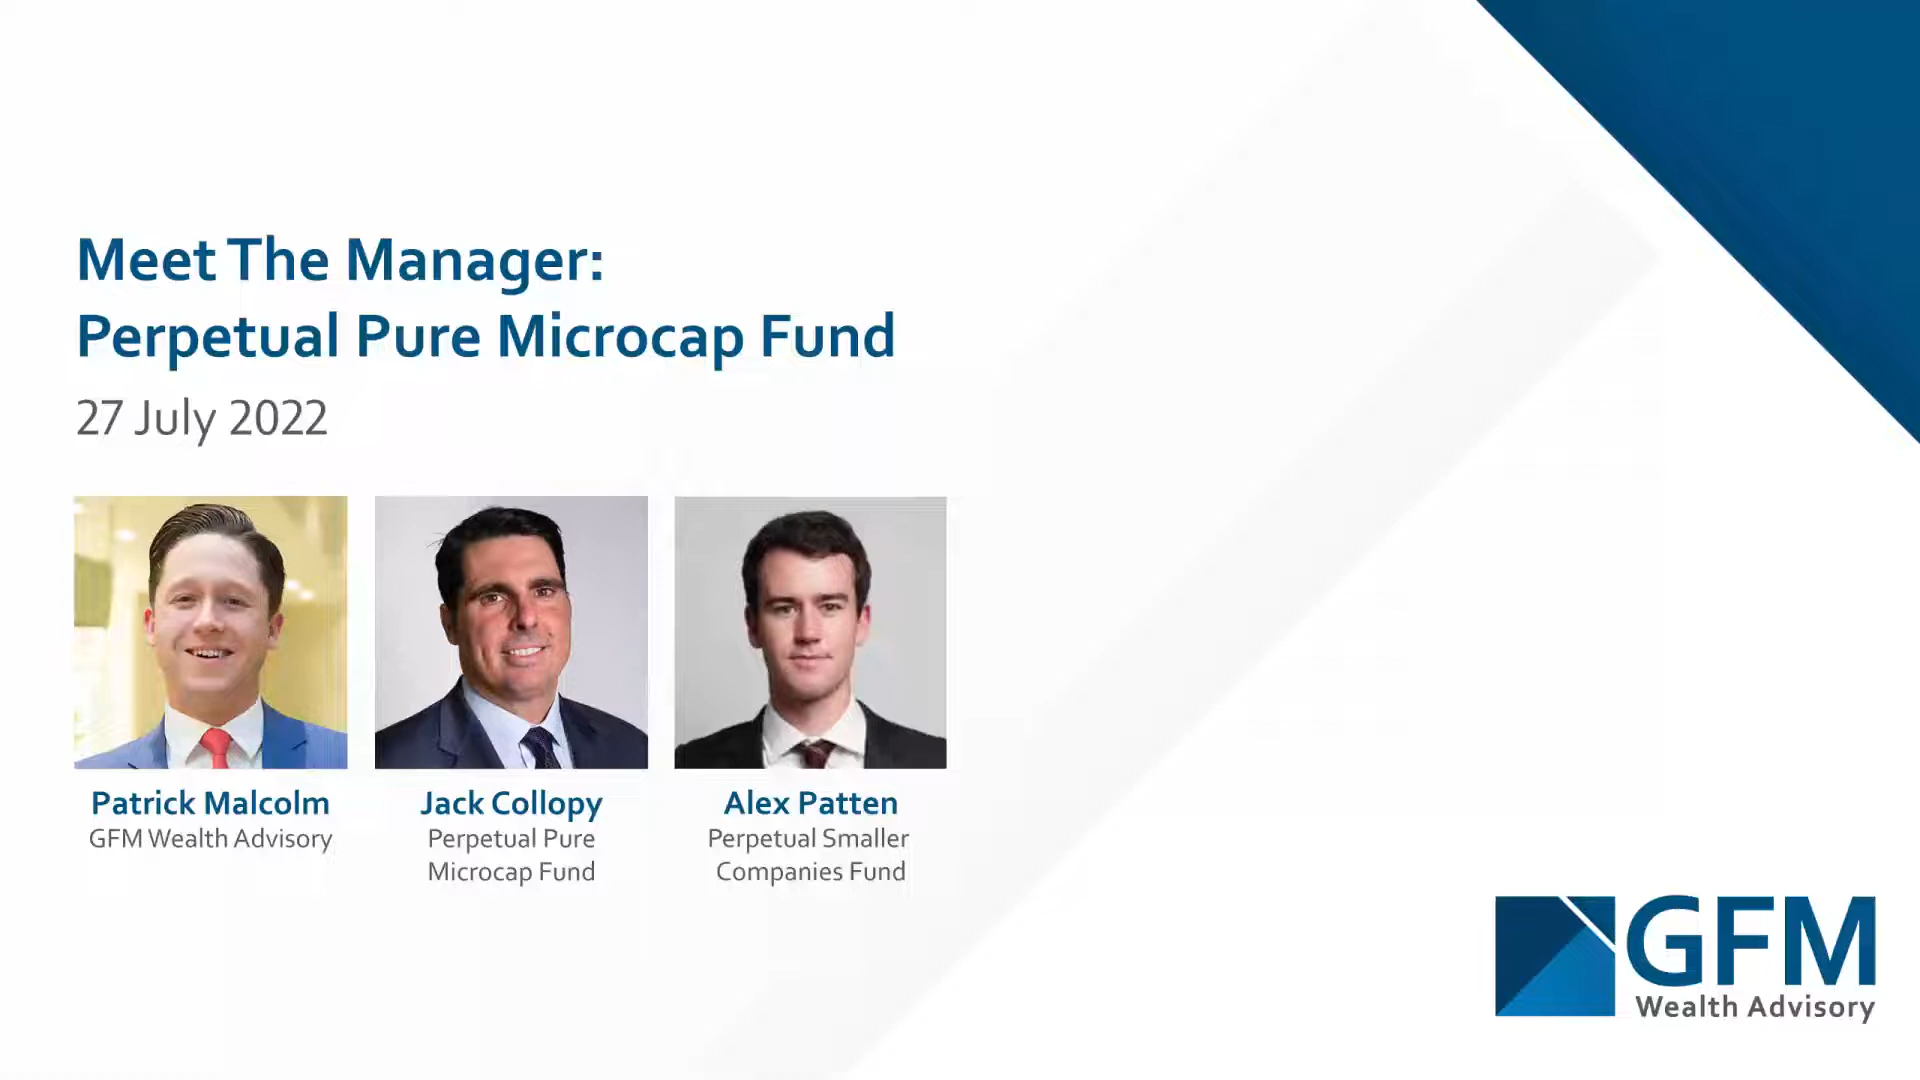 Meet The Manager:
Perpetual Pure Microcap Fund
27 July 2022
Patrick Malcolm
GFM Wealth Advisory
Jack Collopy
Perpetual Pure
Microcap Fund
Alex Patten
Perpetual Smaller
Companies Fund
GFM
Wealth Advisory